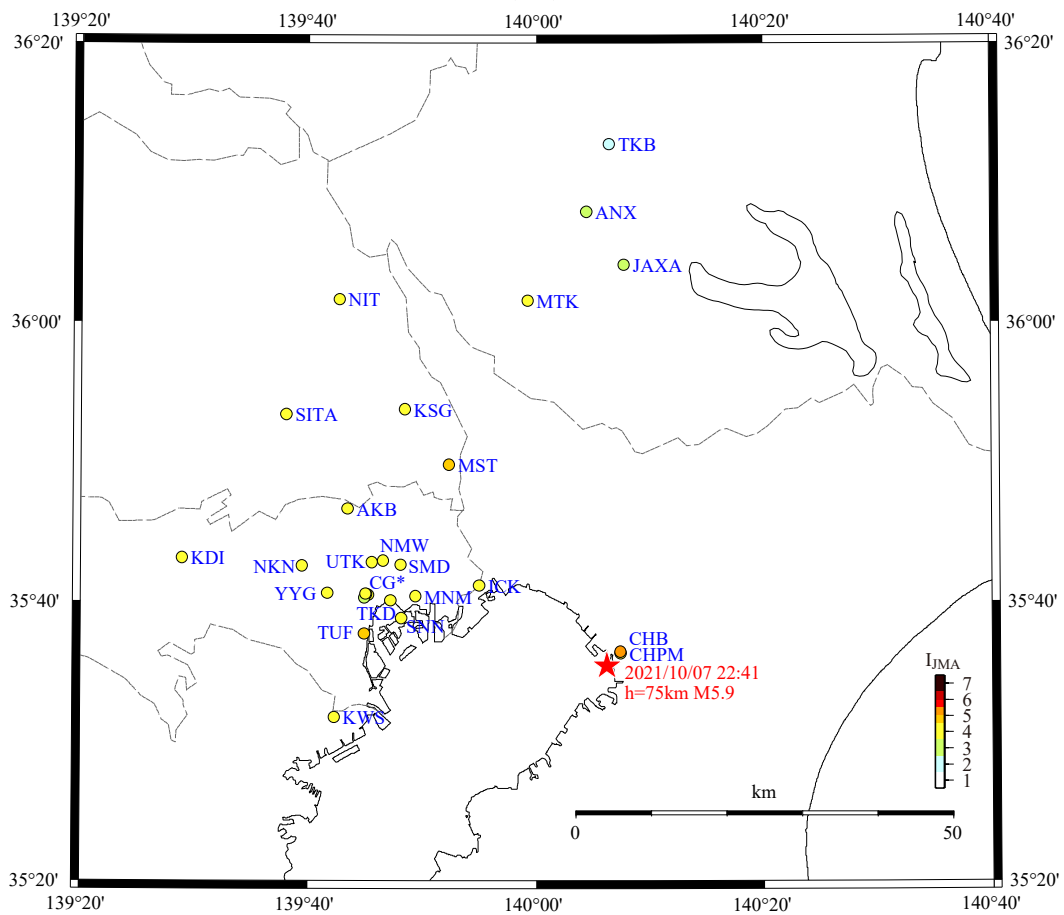 139°20' 139°40' 140°00' 140°20' 140°40'
36°20' 36°20'
TKB
ANX
JAXA
NIT MTK
36°00' 36°00'
SITA KSG
MST
AKB
NMW
KDI NKN UTK SMD
CG*
YYG MNM ICK
35°40' 35°40'
TKD
TUF SNN
CHB
CHPM
2021/10/07 22:41
h=75km M5.9
KWS
I_JMA
7
6
5
4
3
2
1
km
0 50
35°20' 35°20'
139°20' 139°40' 140°00' 140°20' 140°40'